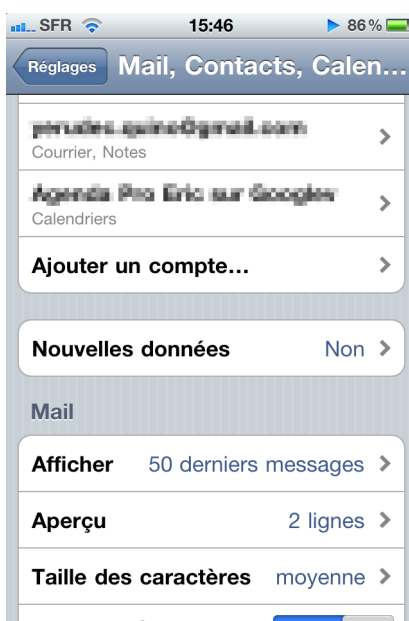 SFR 15:46 86 %
Réglages Mail, Contacts, Calen...
Courrier, Notes
Calendriers
Ajouter un compte...
Nouvelles données Non
Mail
Afficher 50 derniers messages
Aperçu 2 lignes
Taille des caractères moyenne